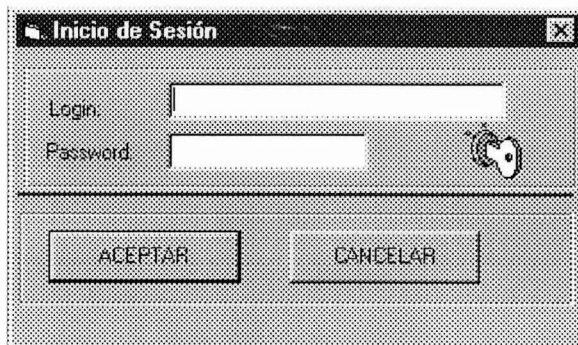 Inicio de Sesión
Login:
Password:
ACEPTAR
CANCELAR